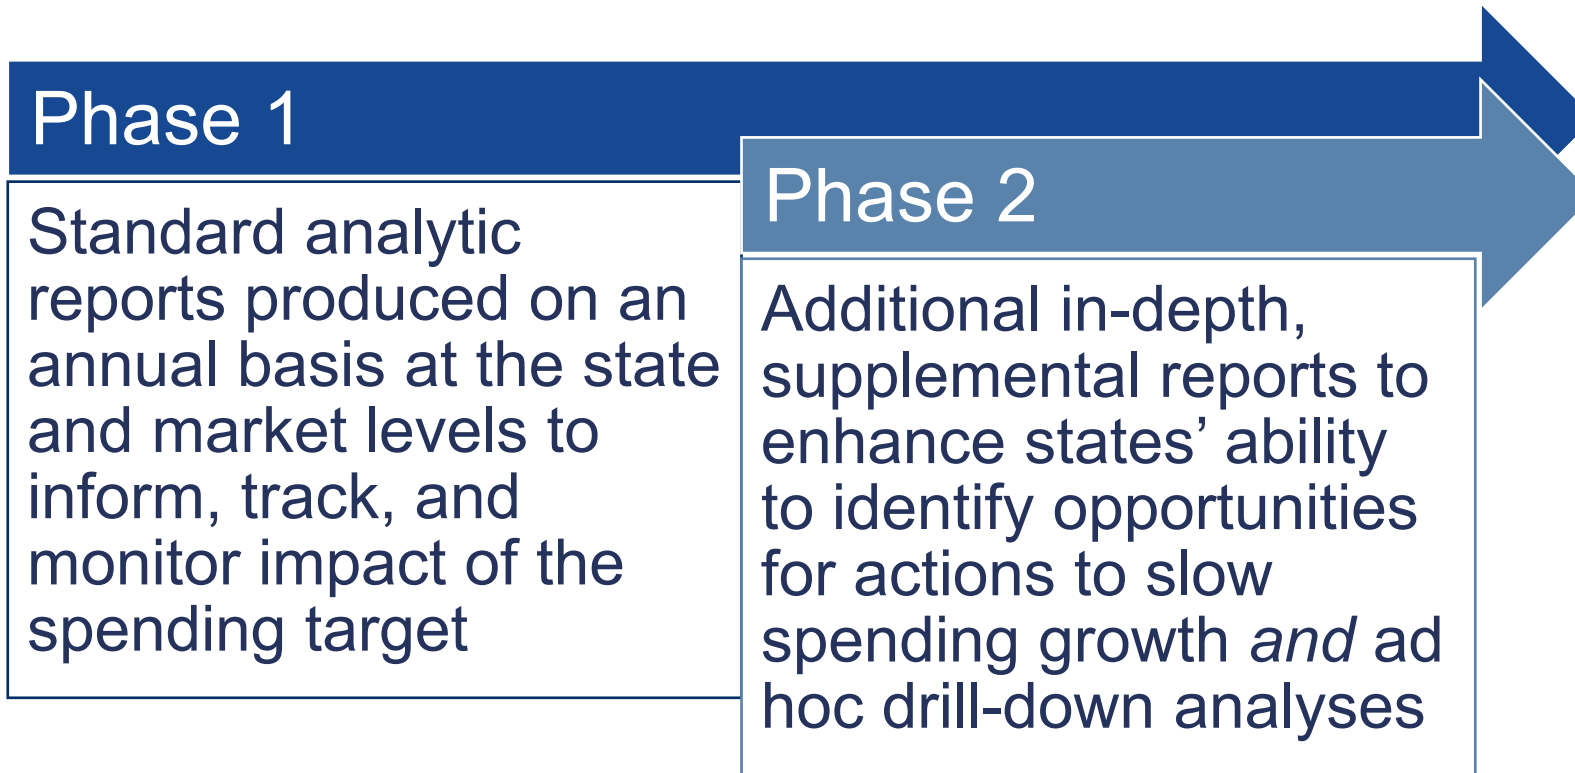 Phase 1
Standard analytic
reports produced on an
annual basis at the state
and market levels to
inform, track, and
monitor impact of the
spending target
Phase 2
Additional in-depth,
supplemental reports to
enhance states’ ability
to identify opportunities
for actions to slow
spending growth and ad
hoc drill-down analyses